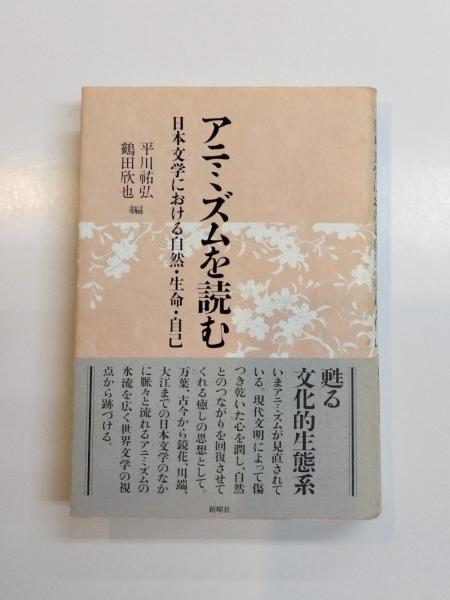 アニミズムを読む
日本文学における自然・生命・自己
平川祐弘
鶴田欣也
編
甦る
文化的生態系
いまアニミズムが見直されて
いる。現代文明によって傷
つき乾いた心を潤し、自然
とのつながりを回復させて
くれる癒しの思想として。
万葉、古今から鏡花、川端、
大江までの日本文学のなか
に脈々と流れるアニミズムの
水流を広く世界文学の視
点から跡づける。
新曜社